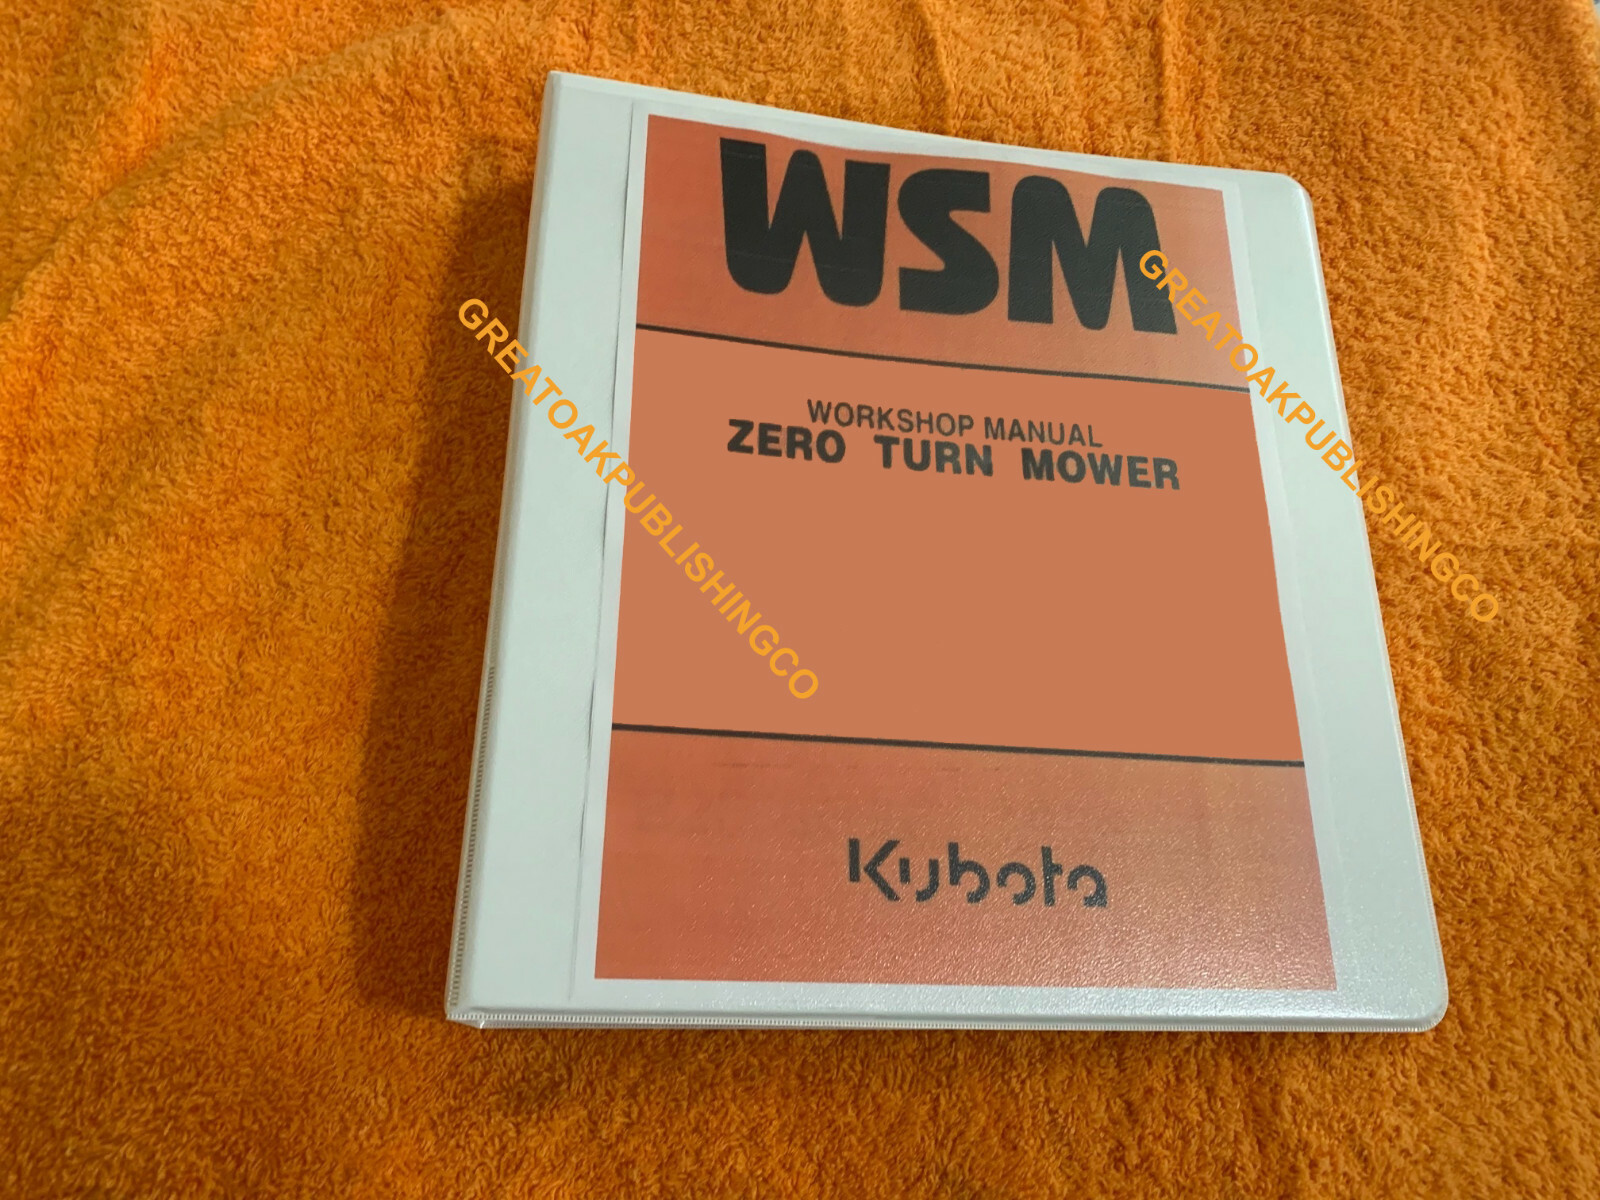 WSM
WORKSHOP MANUAL
ZERO TURN MOWER
Kubota
GREATOAKPUBLISHINGCO
GREATOAKPUBLISHINGCO